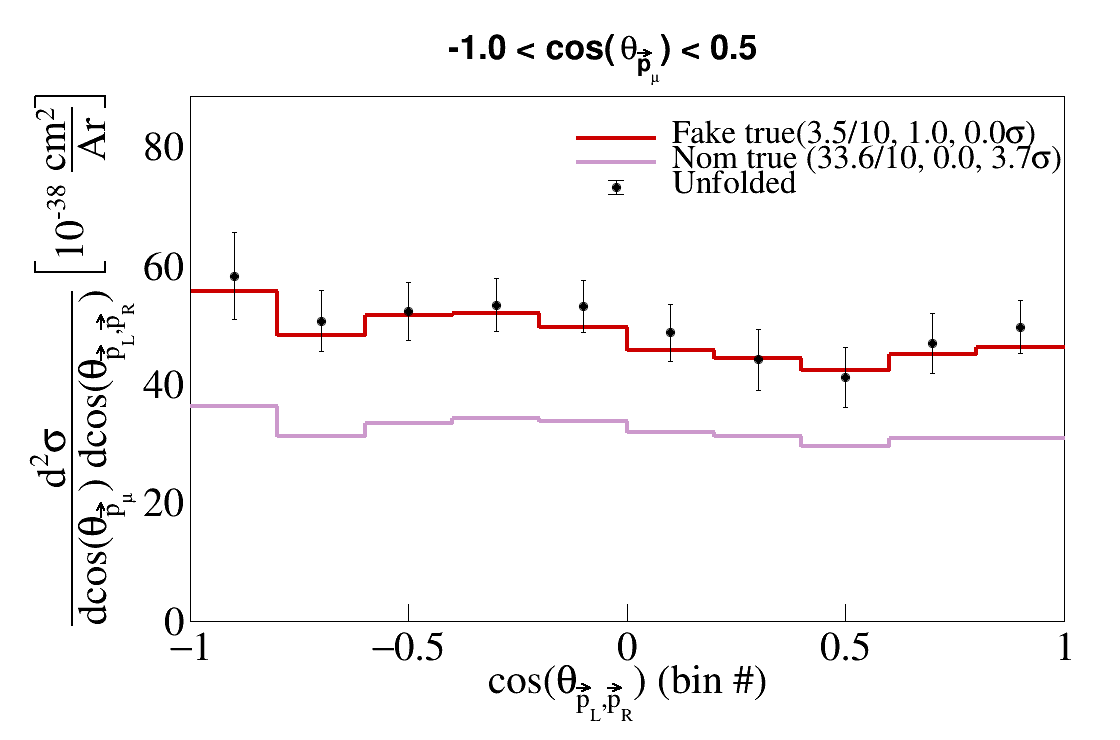 -1.0 < cos(θp⃗μ) < 0.5
d²σ
dcos(θp⃗μ) dcos(θp⃗L,p⃗R)
[10-38 cm²
Ar]
80
60
40
20
0
Fake true(3.5/10, 1.0, 0.0σ)
Nom true (33.6/10, 0.0, 3.7σ)
Unfolded
−1
−0.5
0
0.5
1
cos(θp⃗L,p⃗R) (bin #)